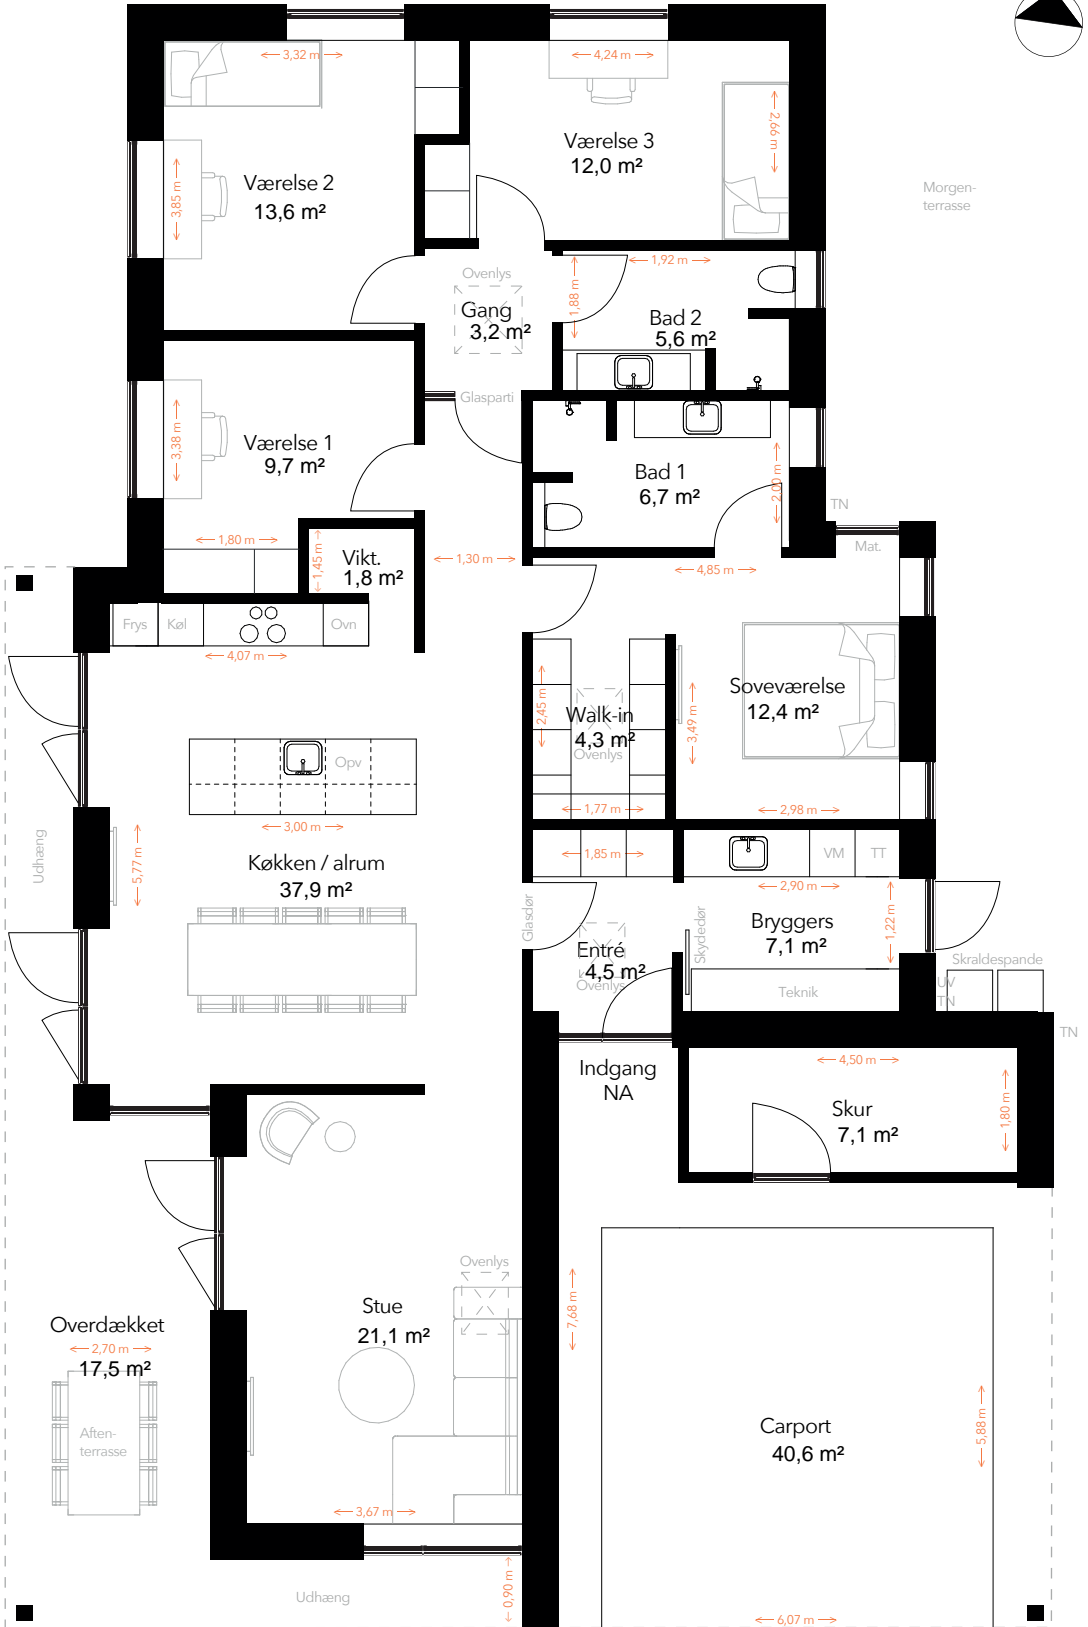 3,32 m
4,24 m
2,66 m
Værelse 3
12,0 m²
Værelse 2
13,6 m²
3,85 m
Morgen-
terrasse
Ovenlys
Gang
3,2 m²
1,92 m
1,88 m
Bad 2
5,6 m²
Glasparti
Værelse 1
9,7 m²
3,38 m
Bad 1
6,7 m²
2,00 m
TN
Mat.
1,80 m
1,45 m
Vikt.
1,8 m²
1,30 m
4,85 m
Frys
Køl
Ovn
4,07 m
Soveværelse
12,4 m²
Walk-in
4,3 m²
Ovenlys
2,45 m
3,49 m
Opv
1,77 m
2,98 m
3,00 m
Udhæng
5,77 m
Køkken / alrum
37,9 m²
1,85 m
VM
TT
2,90 m
1,22 m
Glasdør
Skydedør
Bryggers
7,1 m²
Entré
4,5 m²
Ovenlys
Teknik
Skraldespande
UV
TN
TN
Indgang
NA
4,50 m
1,80 m
Skur
7,1 m²
Ovenlys
Stue
21,1 m²
7,68 m
Overdækket
2,70 m
17,5 m²
Aften-
terrasse
Carport
40,6 m²
5,88 m
3,67 m
0,90 m
Udhæng
6,07 m